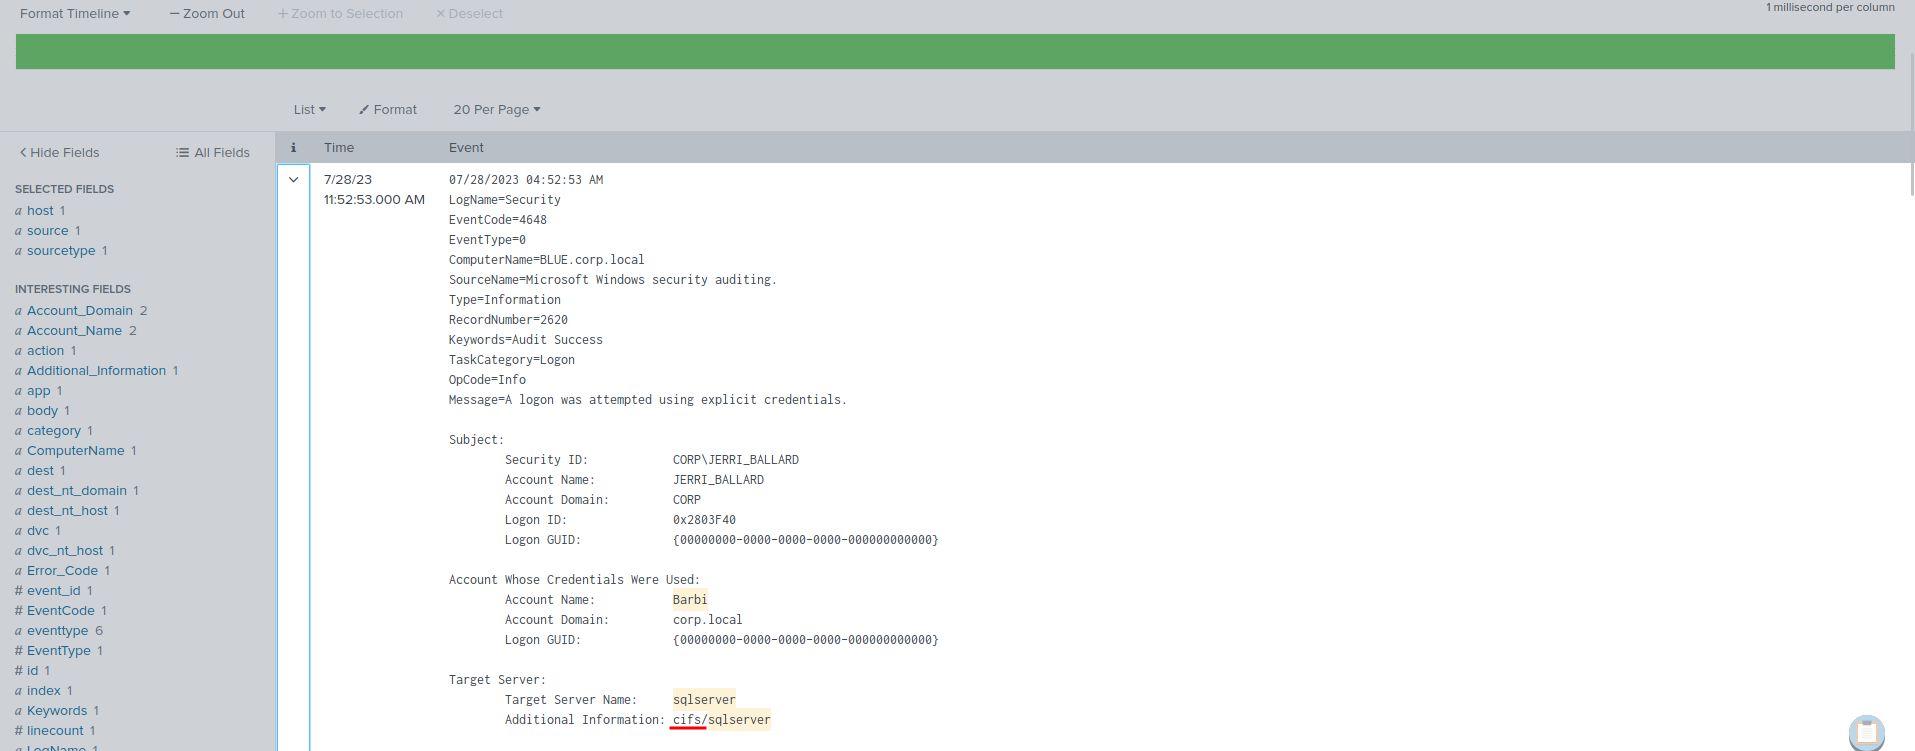 Format Timeline
— Zoom Out
+ Zoom to Selection
× Deselect
1 millisecond per column
List
Format
20 Per Page
< Hide Fields
All Fields
SELECTED FIELDS
a host 1
a source 1
a sourcetype 1
INTERESTING FIELDS
a Account_Domain 2
a Account_Name 2
a action 1
a Additional_Information 1
a app 1
a body 1
a category 1
a ComputerName 1
a dest 1
a dest_nt_domain 1
a dest_nt_host 1
a dvc 1
a dvc_nt_host 1
a Error_Code 1
# event_id 1
# EventCode 1
a eventtype 6
# EventType 1
# id 1
a index 1
a Keywords 1
# linecount 1
a LogName 1
i Time Event
7/28/23
11:52:53.000 AM
07/28/2023 04:52:53 AM
LogName=Security
EventCode=4648
EventType=0
ComputerName=BLUE.corp.local
SourceName=Microsoft Windows security auditing.
Type=Information
RecordNumber=2620
Keywords=Audit Success
TaskCategory=Logon
OpCode=Info
Message=A logon was attempted using explicit credentials.
Subject:
Security ID: CORP\JERRI_BALLARD
Account Name: JERRI_BALLARD
Account Domain: CORP
Logon ID: 0x2803F40
Logon GUID: {00000000-0000-0000-0000-000000000000}
Account Whose Credentials Were Used:
Account Name: Barbi
Account Domain: corp.local
Logon GUID: {00000000-0000-0000-0000-000000000000}
Target Server:
Target Server Name: sqlserver
Additional Information: cifs/sqlserver